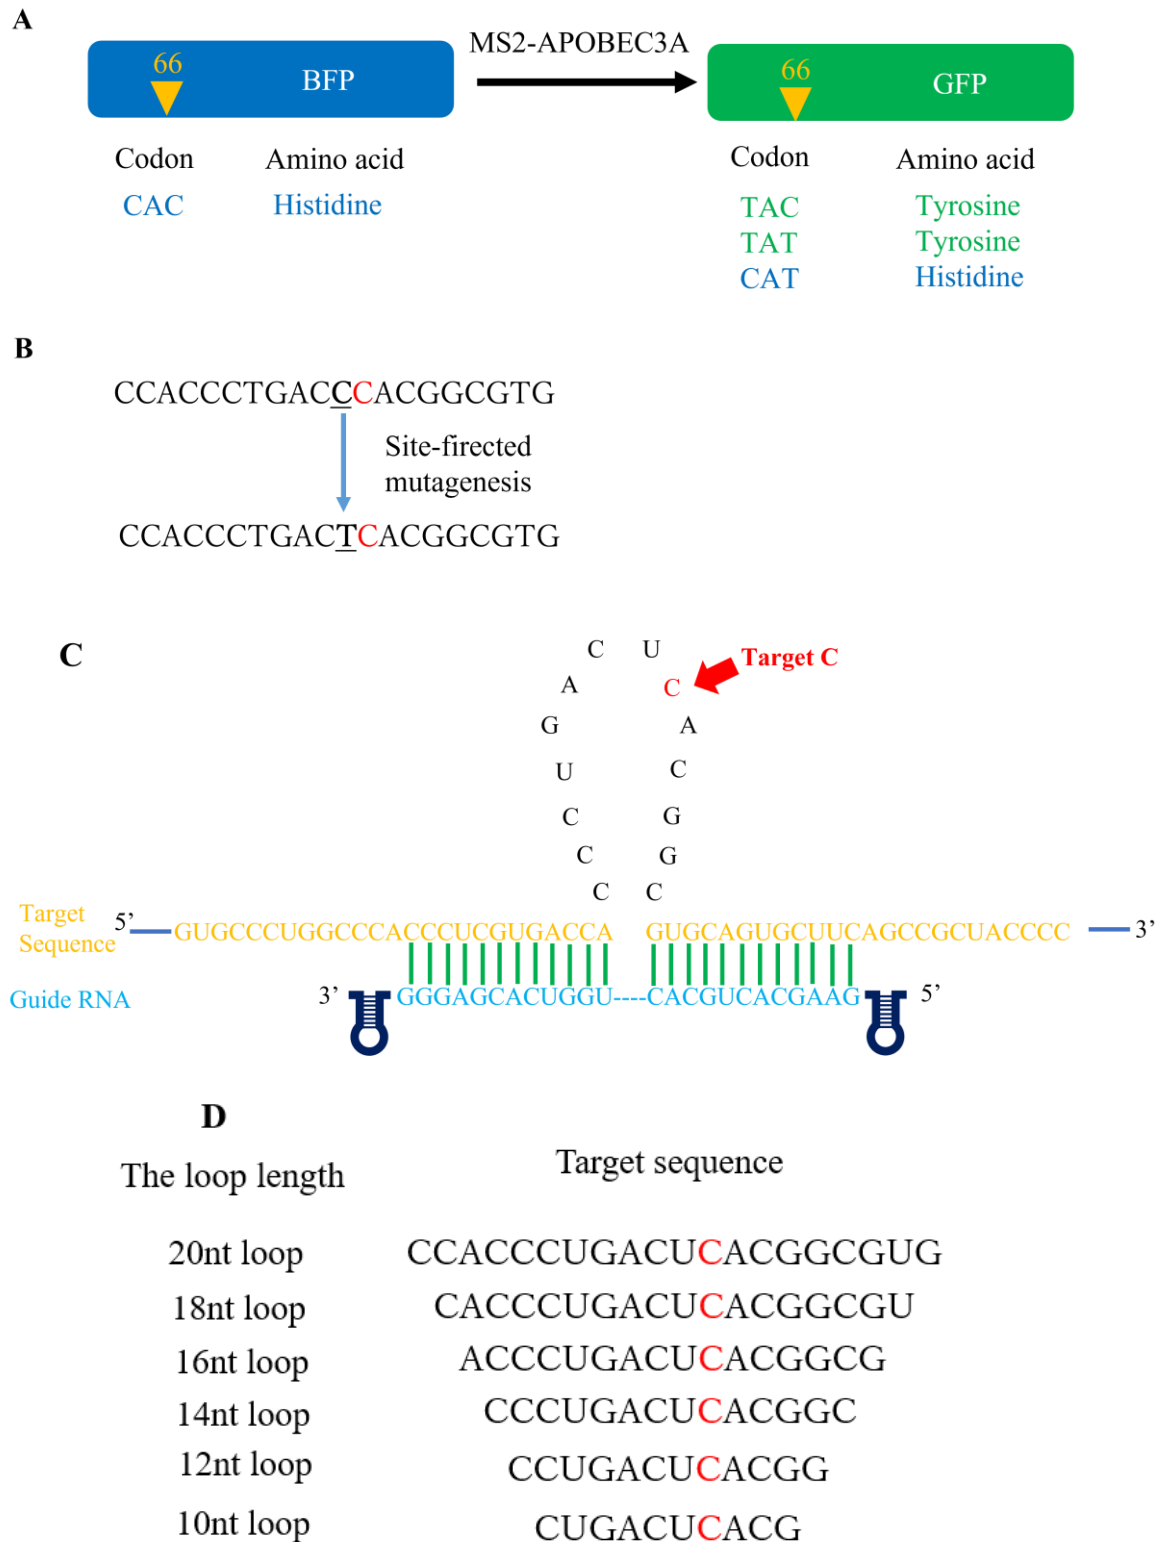 A
66
BFP
MS2-APOBEC3A
66
GFP
Codon Amino acid
CAC Histidine
Codon Amino acid
TAC Tyrosine
TAT Tyrosine
CAT Histidine
B
CCACCCTGACCCACGGCGTG
Site-firected
mutagenesis
CCACCCTGACTCACGGCGTG
C
C U
A C Target C
G A
U C
C G
C G
C C
Target
Sequence
5’ GUGCCCUGGCCCACCCUCGUGACCA GUGCAGUGCUUCAGCCGCUACCCC 3’
Guide RNA 3’ GGGAGCACUGGU----CACGUCACGAAG 5’
D
The loop length Target sequence
20nt loop CCACCCUGACUCACGGCGUG
18nt loop CACCCUGACUCACGGCGU
16nt loop ACCCUGACUCACGGCG
14nt loop CCCUGACUCACGGC
12nt loop CCUGACUCACGG
10nt loop CUGACUCACG